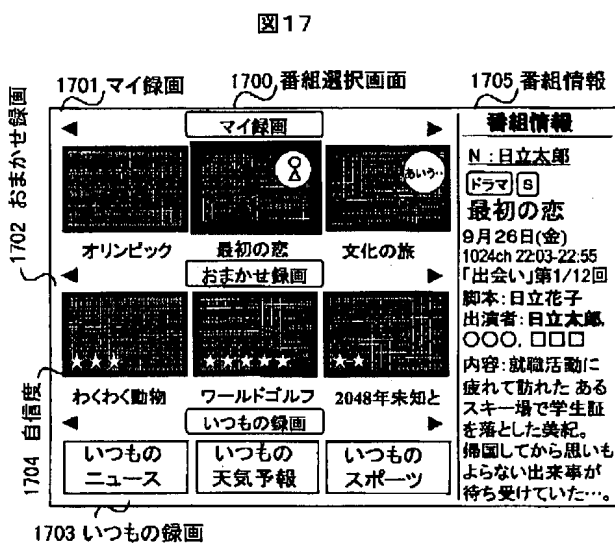 図17
1701 マイ録画
1700 番組選択画面
1705 番組情報
1702 おまかせ録画
1704 自信度
マイ録画
あいう‥
オリンピック
最初の恋
文化の旅
おまかせ録画
わくわく動物
ワールドゴルフ
2048年未知と
いつもの録画
いつもの
ニュース
いつもの
天気予報
いつもの
スポーツ
1703 いつもの録画
番組情報
N:日立太郎
ドラマ S
最初の恋
9月26日(金)
1024ch 22:03-22:55
「出会い」第1/12回
脚本:日立花子
出演者:日立太郎,
〇〇〇, □□□
内容:就職活動に
疲れて訪れた ある
スキー場で学生証
を落とした美紀。
帰国してから思いも
よらない出来事が
待ち受けていた…。